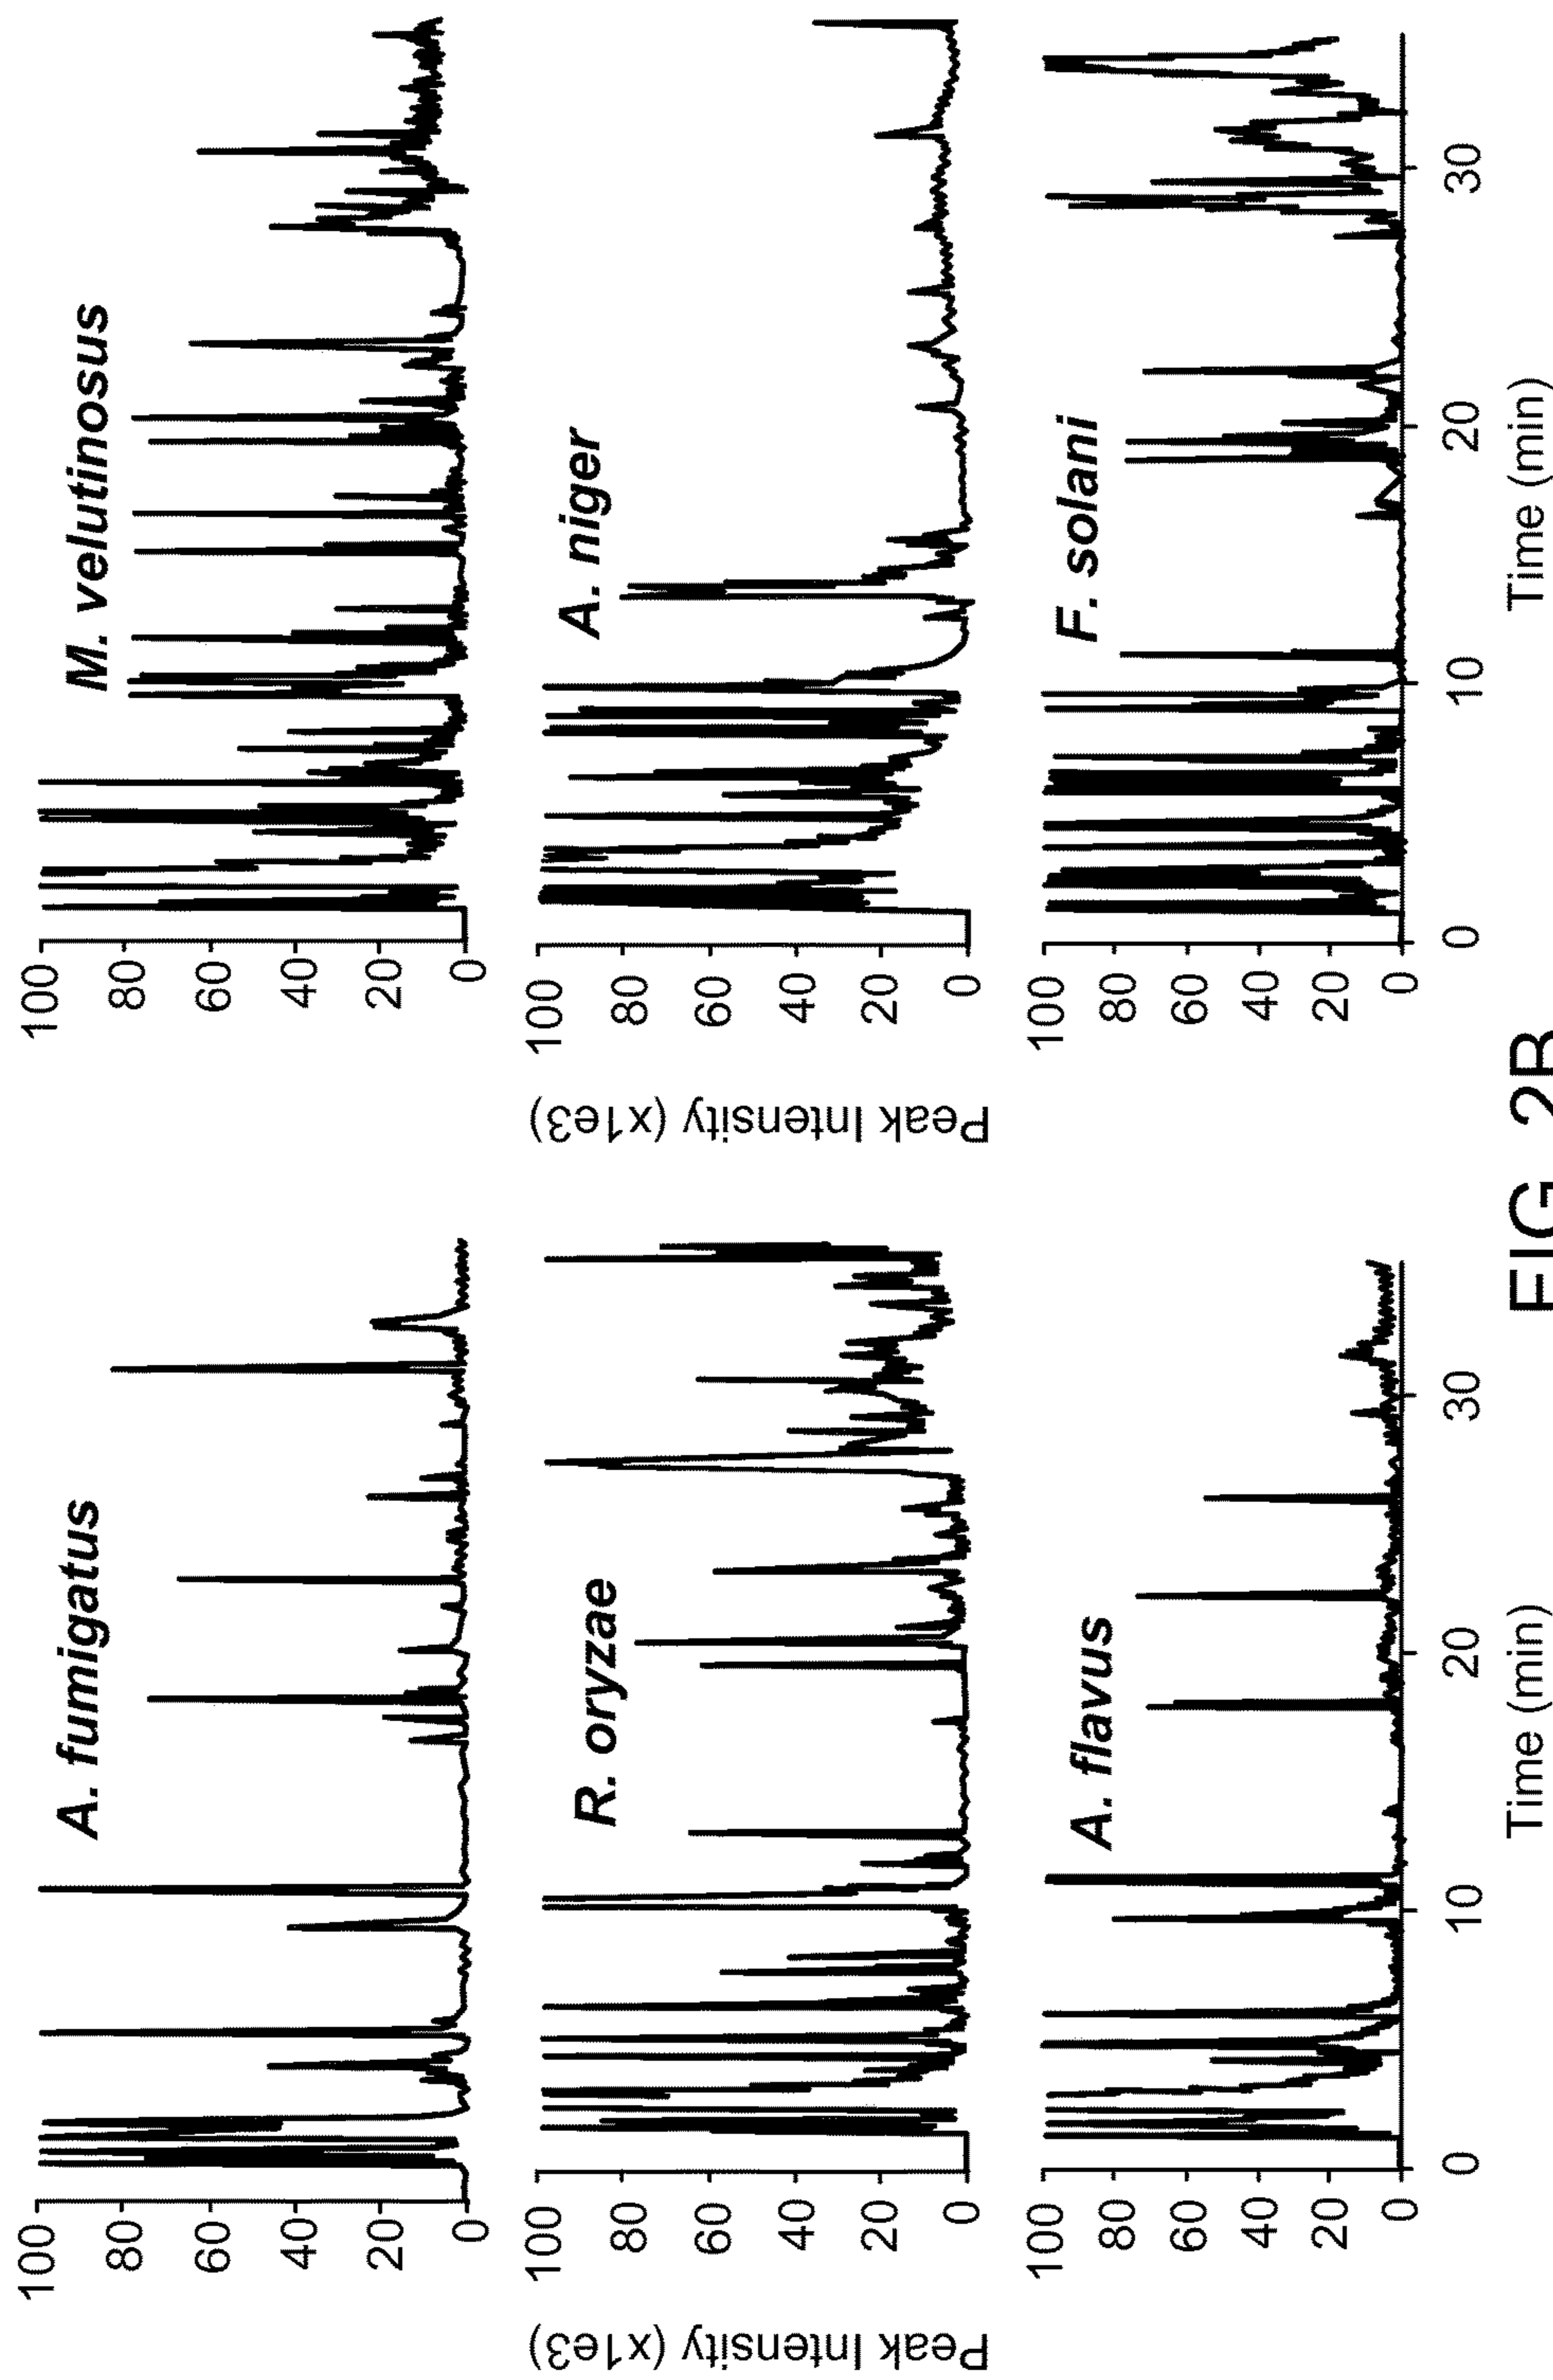 A. fumigatus
100
80
60
40
20
0
M. velutinosus
100
80
60
40
20
0
R. oryzae
Peak Intensity (x1e3)
100
80
60
40
20
0
A. niger
Peak Intensity (x1e3)
100
80
60
40
20
0
A. flavus
100
80
60
40
20
0
0 10 20 30
Time (min)
F. solani
100
80
60
40
20
0
0 10 20 30
Time (min)
FIG 2B